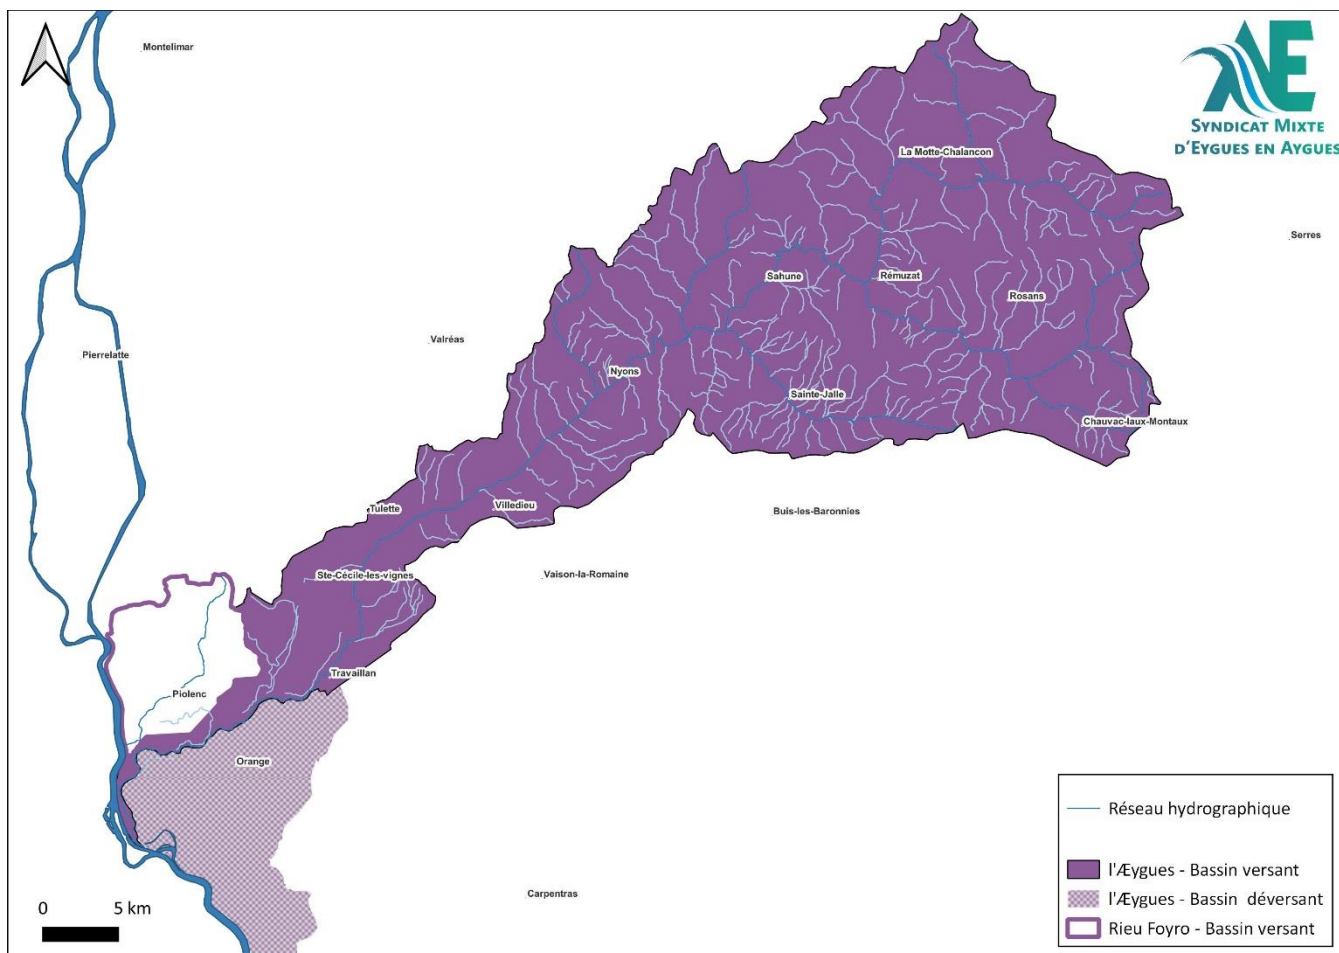 Montelimar
SYNDICAT MIXTE
D'EYGUES EN AYGUES
La Motte-Chalancon
Serres
Sahune
Rémuzat
Rosans
Valréas
Pierrelatte
Nyons
Sainte-Jalle
Chauvac-laux-Montaux
Tulette
Villedieu
Buis-les-Baronnies
Ste-Cécile-les-vignes
Vaison-la-Romaine
Travaillan
Piolenc
Orange
Carpentras
Réseau hydrographique
l'Æygues - Bassin versant
l'Æygues - Bassin déversant
Rieu Foyro - Bassin versant
0 5 km